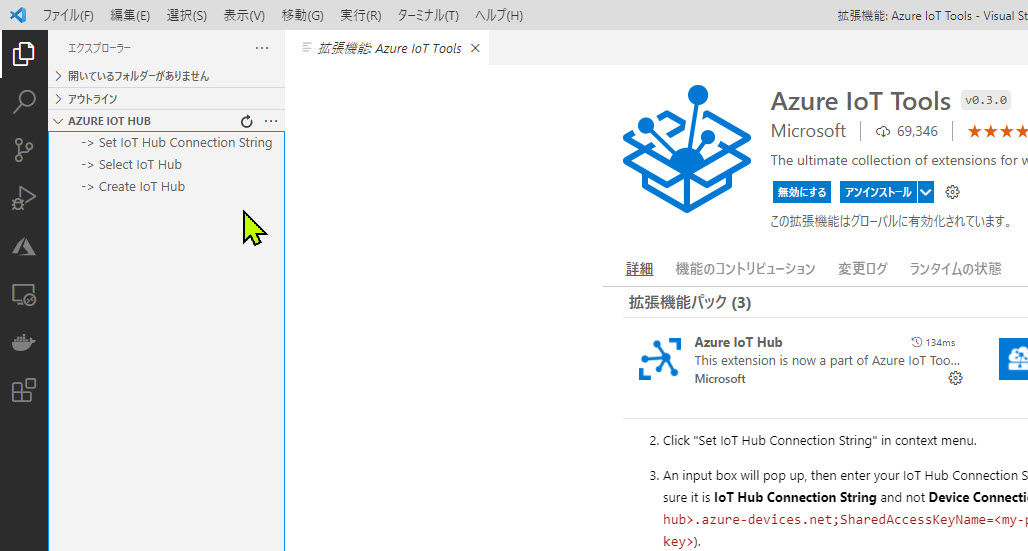 ファイル(F) 編集(E) 選択(S) 表示(V) 移動(G) 実行(R) ターミナル(T) ヘルプ(H) 拡張機能: Azure IoT Tools - Visual St
エクスプローラー
開いているフォルダーがありません
アウトライン
AZURE IOT HUB
-> Set IoT Hub Connection String
-> Select IoT Hub
-> Create IoT Hub
拡張機能: Azure IoT Tools
Azure IoT Tools v0.3.0
Microsoft 69,346
The ultimate collection of extensions for w
無効にする アンインストール
この拡張機能はグローバルに有効化されています。
詳細 機能のコントリビューション 変更ログ ランタイムの状態
拡張機能パック (3)
Azure IoT Hub 134ms
This extension is now a part of Azure IoT Too...
Microsoft
2. Click "Set IoT Hub Connection String" in context menu.
3. An input box will pop up, then enter your IoT Hub Connection S
sure it is IoT Hub Connection String and not Device Connectio
hub>.azure-devices.net;SharedAccessKeyName=<my-p
key>).